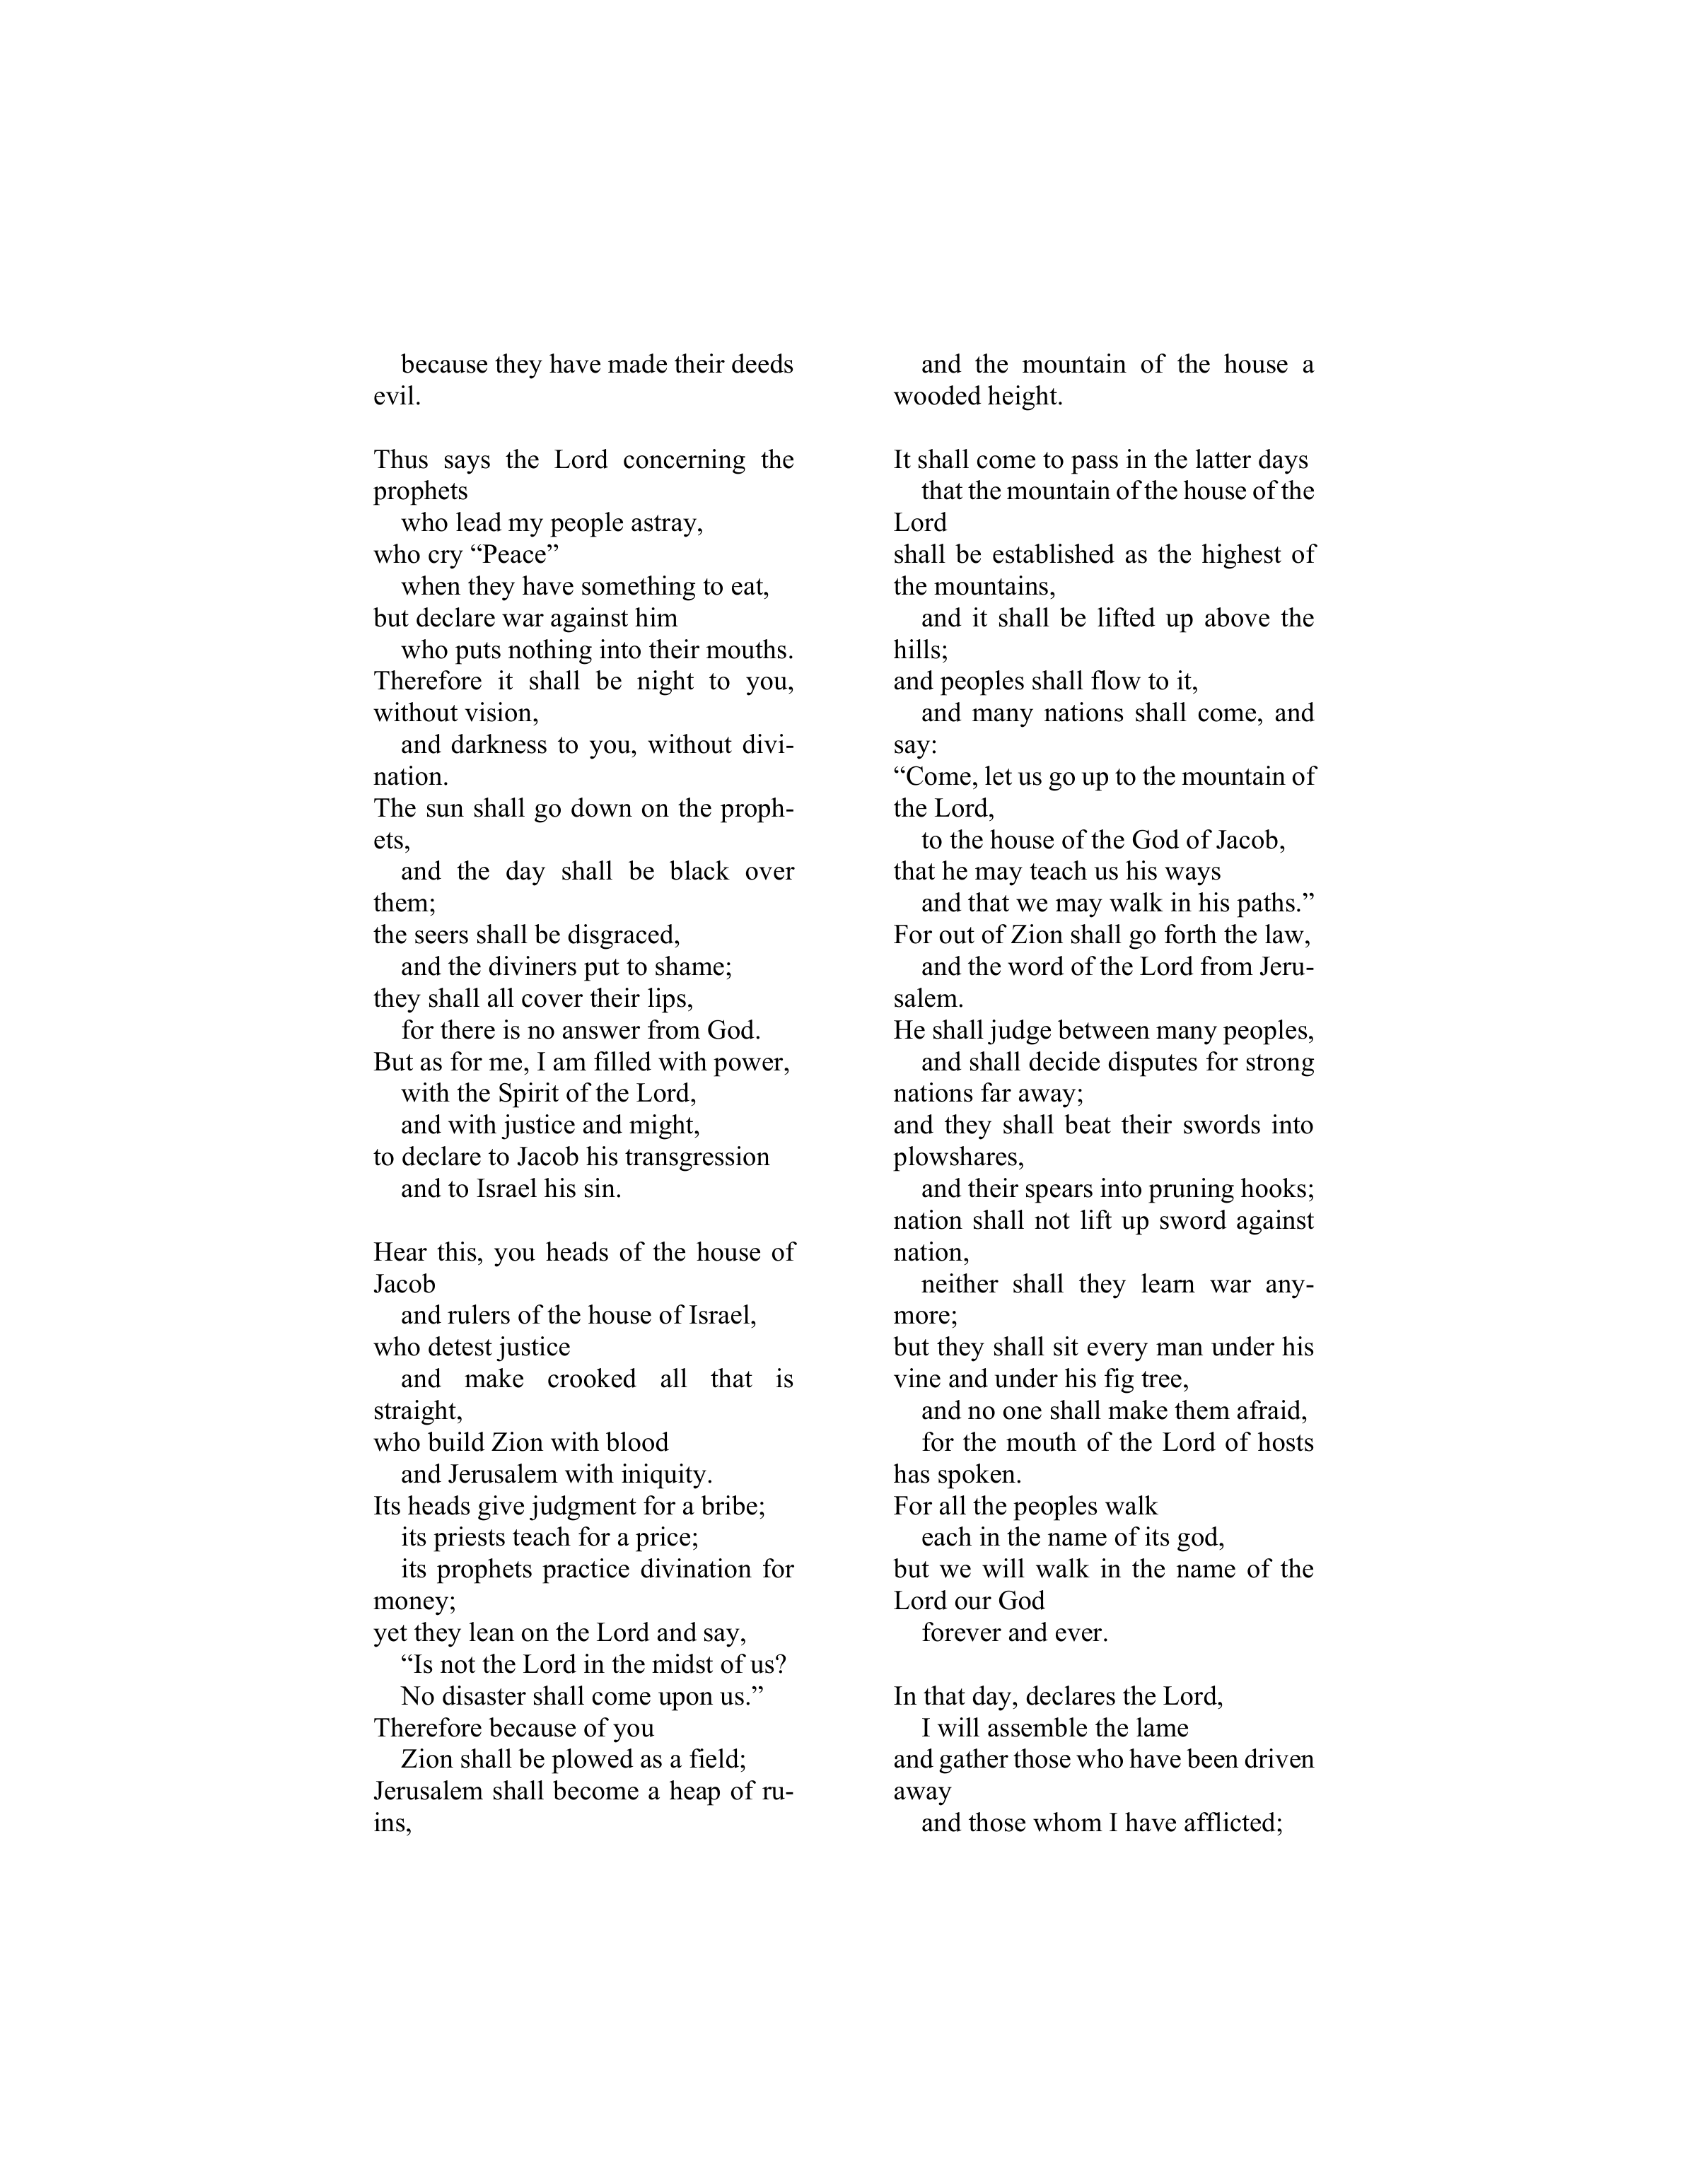 because they have made their deeds
evil.

Thus says the Lord concerning the
prophets
who lead my people astray,
who cry “Peace”
when they have something to eat,
but declare war against him
who puts nothing into their mouths.
Therefore it shall be night to you,
without vision,
and darkness to you, without divi-
nation.
The sun shall go down on the proph-
ets,
and the day shall be black over
them;
the seers shall be disgraced,
and the diviners put to shame;
they shall all cover their lips,
for there is no answer from God.
But as for me, I am filled with power,
with the Spirit of the Lord,
and with justice and might,
to declare to Jacob his transgression
and to Israel his sin.

Hear this, you heads of the house of
Jacob
and rulers of the house of Israel,
who detest justice
and make crooked all that is
straight,
who build Zion with blood
and Jerusalem with iniquity.
Its heads give judgment for a bribe;
its priests teach for a price;
its prophets practice divination for
money;
yet they lean on the Lord and say,
“Is not the Lord in the midst of us?
No disaster shall come upon us.”
Therefore because of you
Zion shall be plowed as a field;
Jerusalem shall become a heap of ru-
ins,
and the mountain of the house a
wooded height.

It shall come to pass in the latter days
that the mountain of the house of the
Lord
shall be established as the highest of
the mountains,
and it shall be lifted up above the
hills;
and peoples shall flow to it,
and many nations shall come, and
say:
“Come, let us go up to the mountain of
the Lord,
to the house of the God of Jacob,
that he may teach us his ways
and that we may walk in his paths.”
For out of Zion shall go forth the law,
and the word of the Lord from Jeru-
salem.
He shall judge between many peoples,
and shall decide disputes for strong
nations far away;
and they shall beat their swords into
plowshares,
and their spears into pruning hooks;
nation shall not lift up sword against
nation,
neither shall they learn war any-
more;
but they shall sit every man under his
vine and under his fig tree,
and no one shall make them afraid,
for the mouth of the Lord of hosts
has spoken.
For all the peoples walk
each in the name of its god,
but we will walk in the name of the
Lord our God
forever and ever.

In that day, declares the Lord,
I will assemble the lame
and gather those who have been driven
away
and those whom I have afflicted;